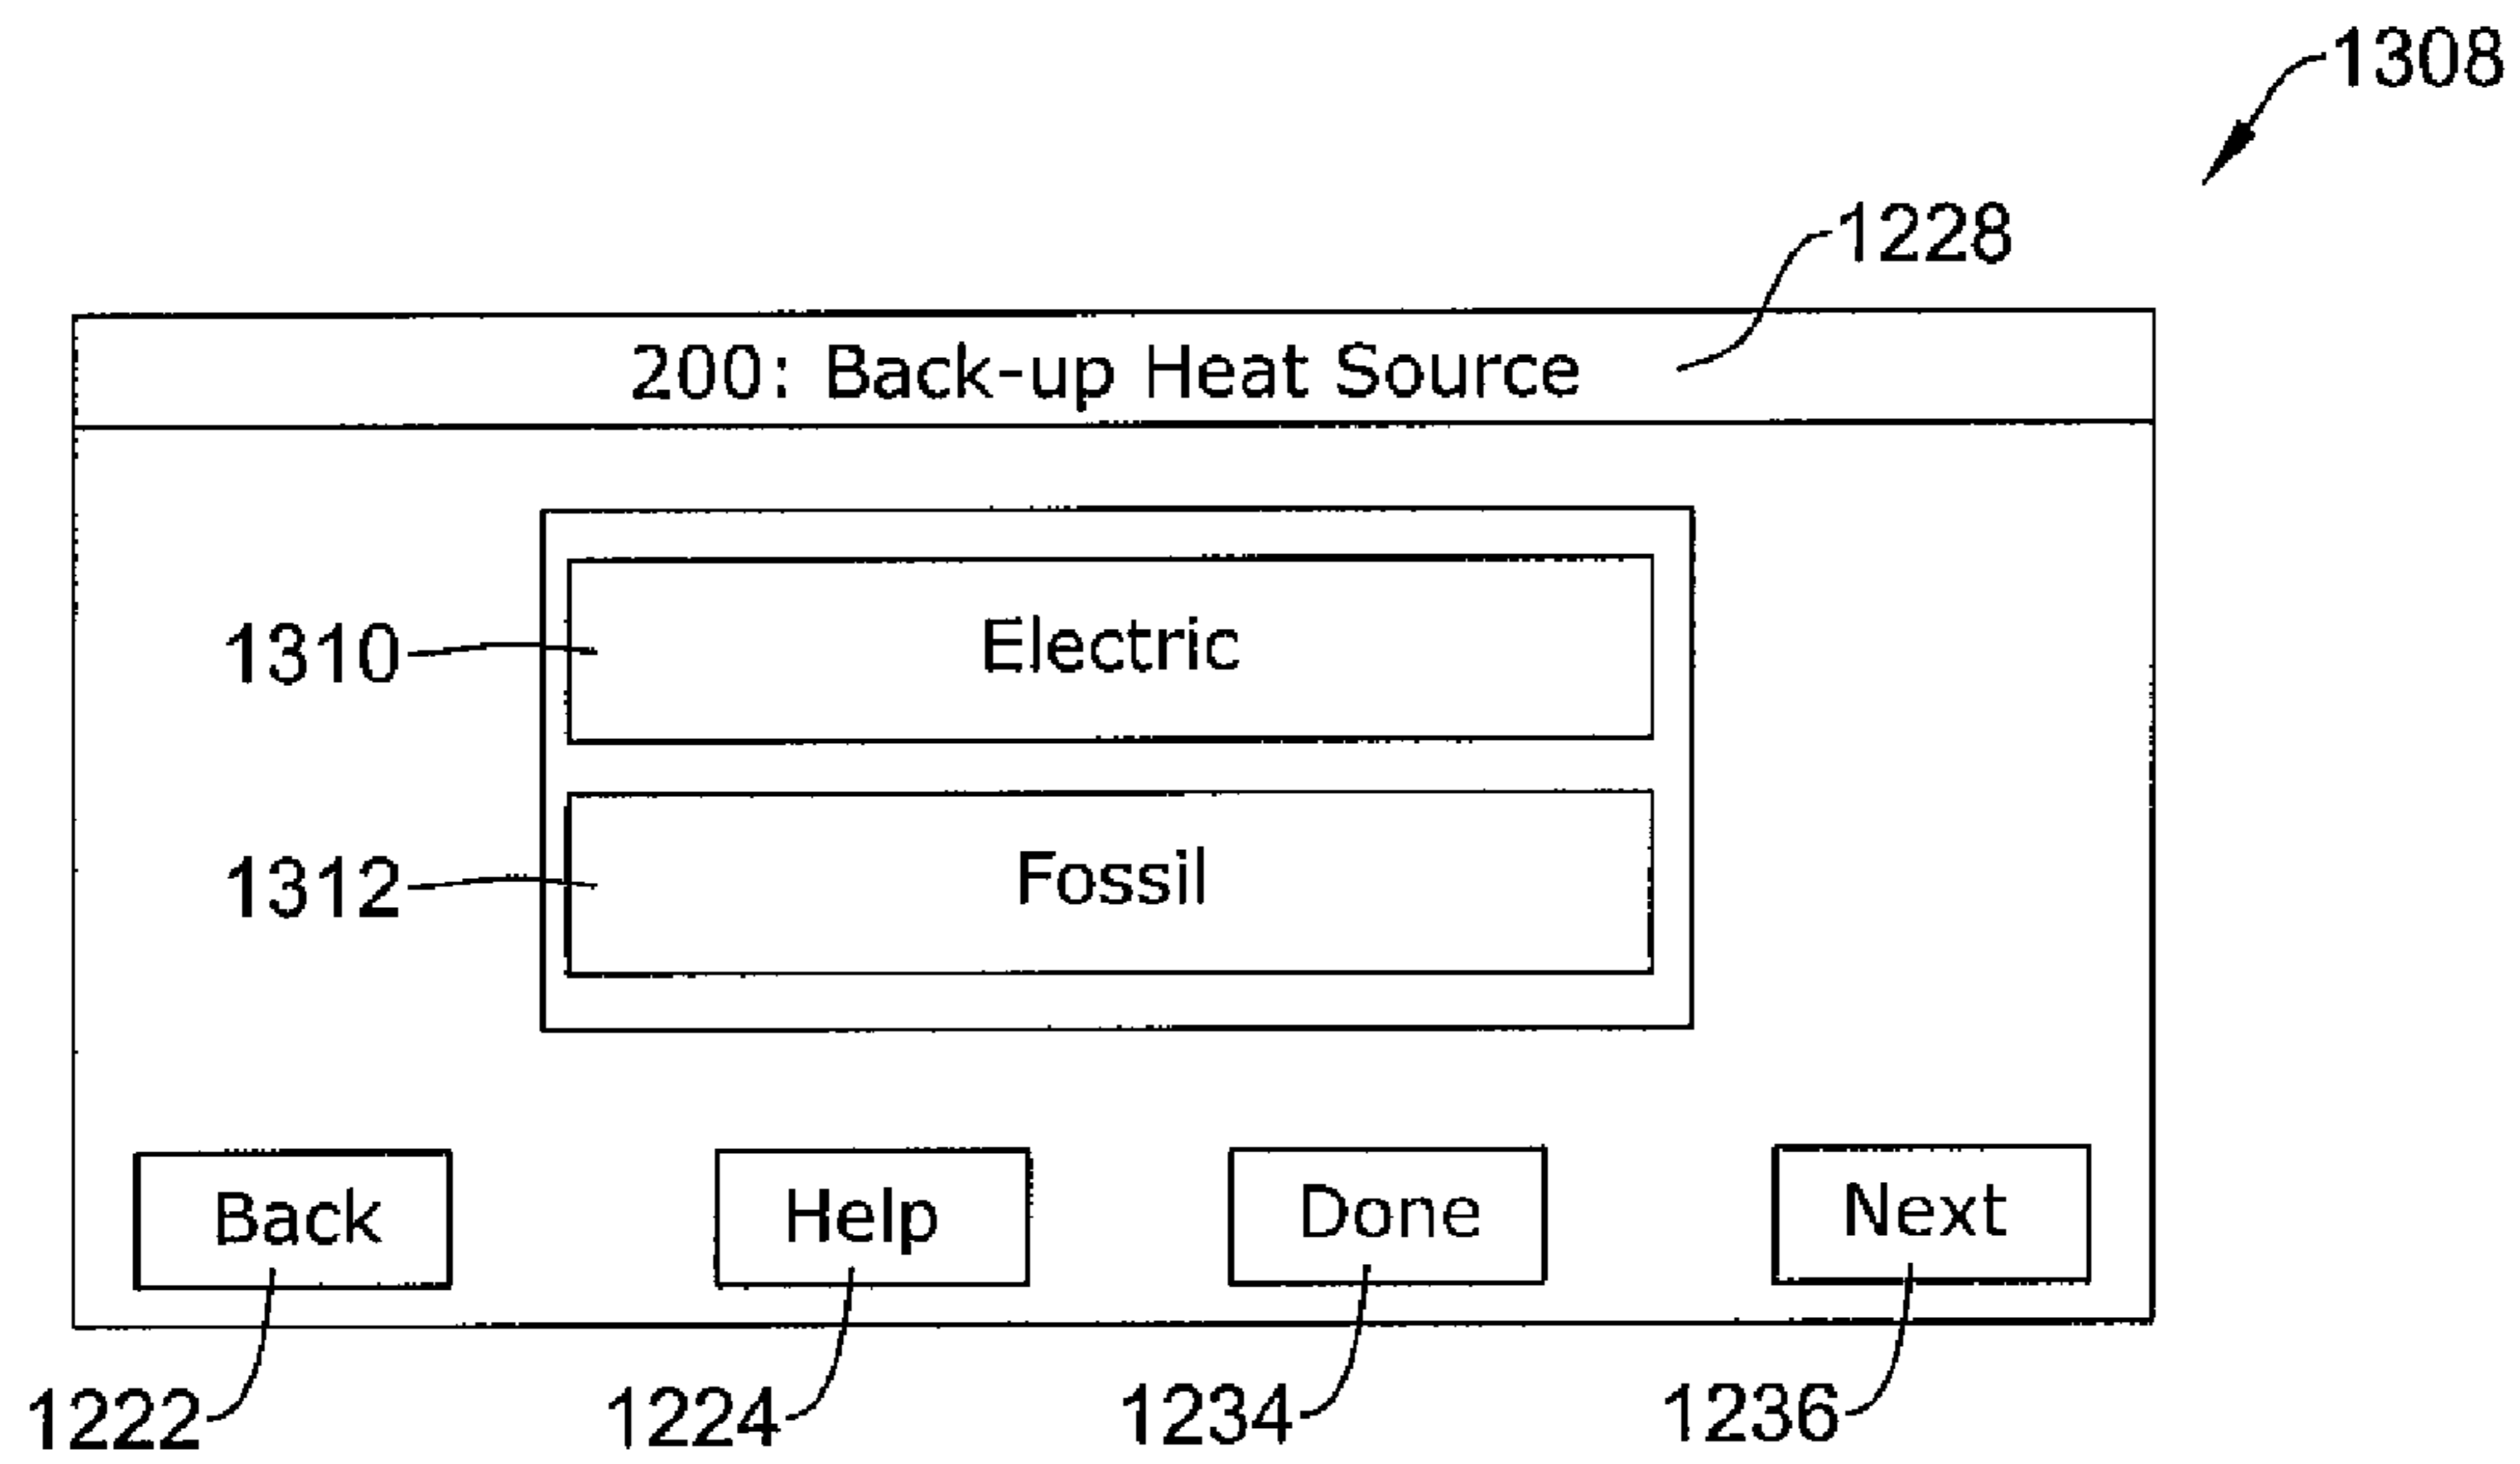 1308
1228
200: Back-up Heat Source
1310
Electric
1312
Fossil
Back
Help
Done
Next
1222
1224
1234
1236